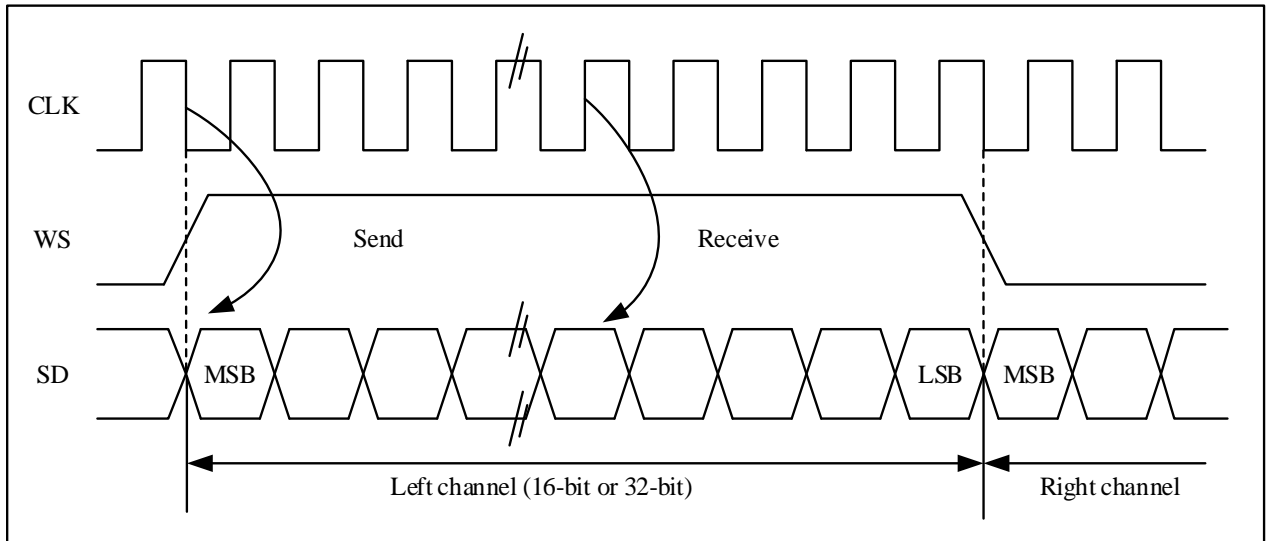 CLK
WS
Send
Receive
SD
MSB
LSB
MSB
Left channel (16-bit or 32-bit)
Right channel